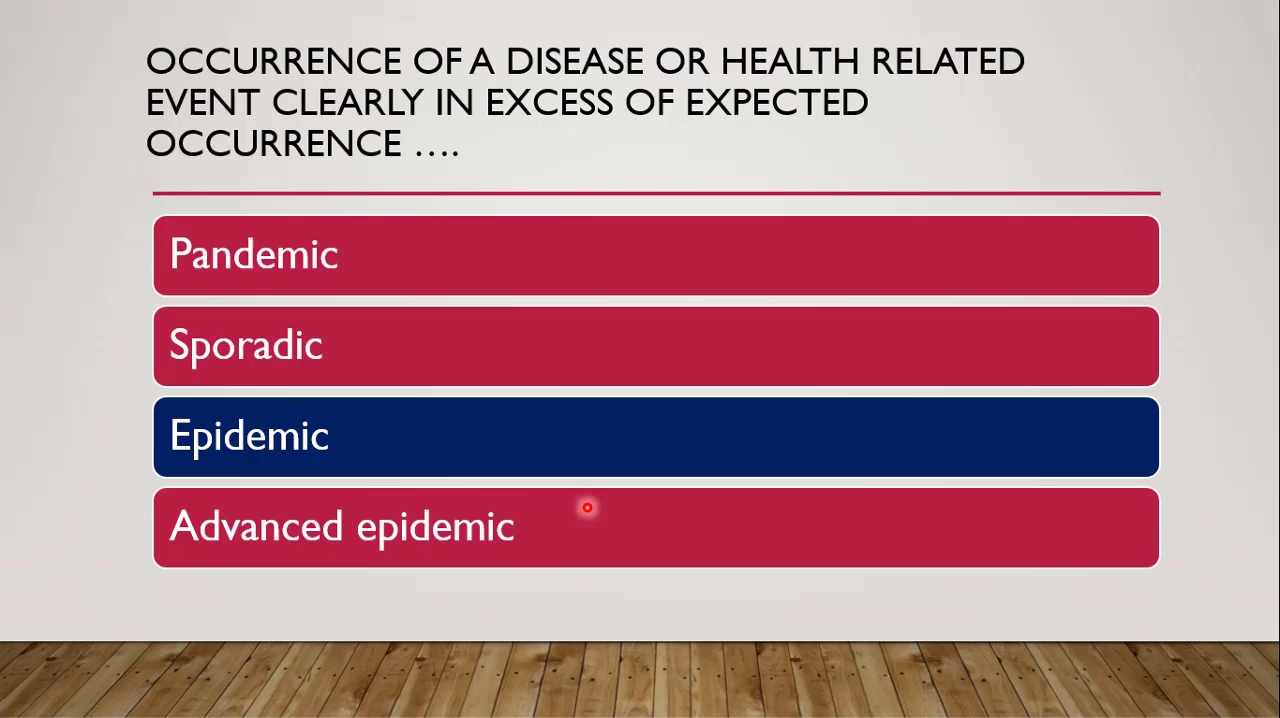 OCCURRENCE OF A DISEASE OR HEALTH RELATED
EVENT CLEARLY IN EXCESS OF EXPECTED
OCCURRENCE ….
Pandemic
Sporadic
Epidemic
Advanced epidemic